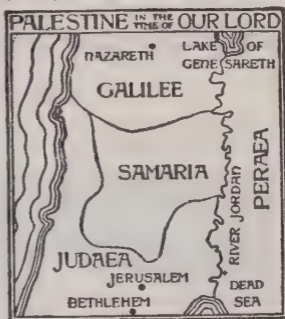 PALESTINE IN THE TIME OF OUR LORD
NAZARETH
LAKE OF
GENESARETH
GALILEE
SAMARIA
PERAEA
RIVER JORDAN
JUDAEA
JERUSALEM
BETHLEHEM
DEAD
SEA